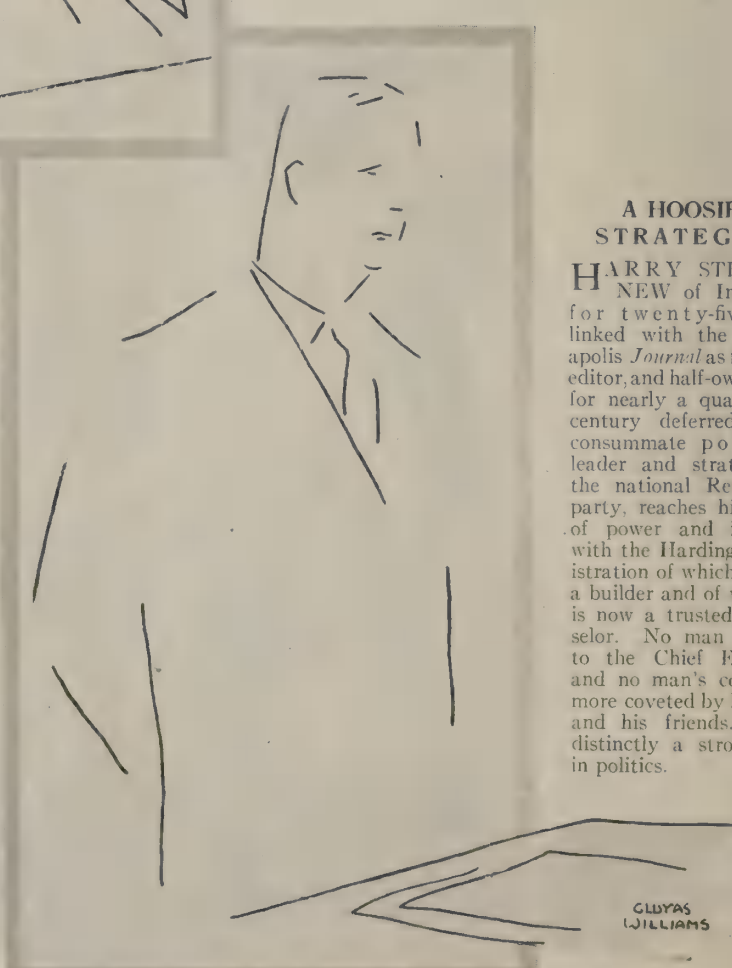 A HOOSIE
STRATEG
HARRY STE
NEW of In
for twenty-fiv
linked with the
apolis Journal as
editor, and half-ow
for nearly a qua
century deferred
consummate po
leader and strat
the national Re
party, reaches hi
of power and i
with the Harding
istration of which
a builder and of
is now a trusted
selor. No man
to the Chief E
and no man's co
more coveted by
and his friends.
distinctly a stro
in politics.
GLUYAS
WILLIAMS